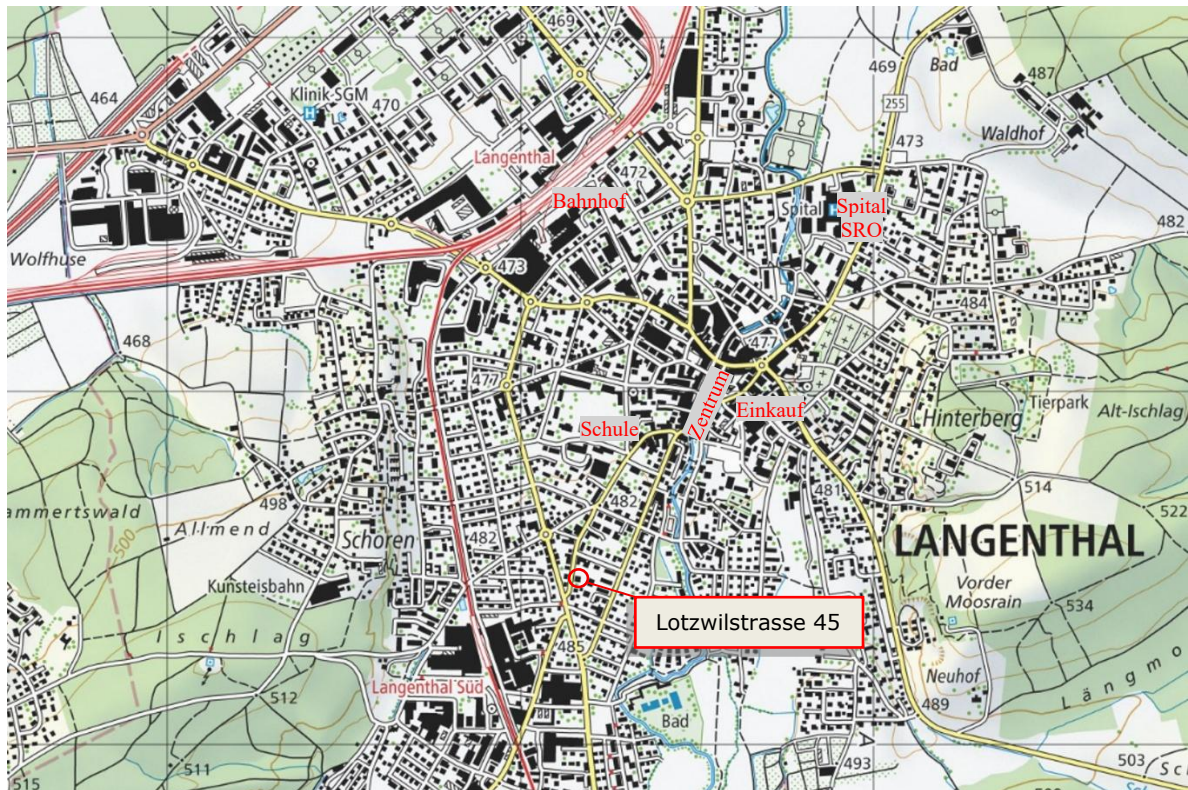 469
Bad
487
464
Klinik SGM
470
469
255
Waldhof
473
Langenthal
472
Bahnhof
Spital
Spital
SRO
482
Wolfhuse
473
484
468
477
477
Zentrum
Einkauf
Hinterberg
Tierpark
Alt-Ischlag
Schule
498
482
481
514
522
ammertswald
Allmend
500
Schoren
482
LANGENTHAL
Kunsteisbahn
Vorder
Moosrain
534
Lotzwilstrasse 45
Ischlag
485
Neuhof
Längmo
Langenthal Süd
512
489
Bad
511
493
503
515